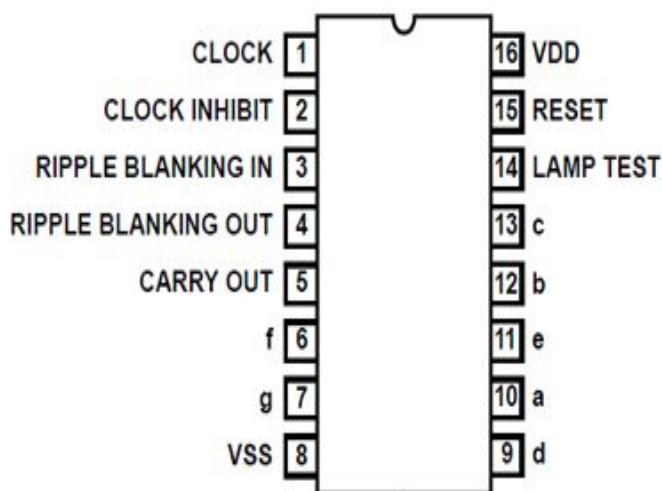 CLOCK 1 16 VDD
CLOCK INHIBIT 2 15 RESET
RIPPLE BLANKING IN 3 14 LAMP TEST
RIPPLE BLANKING OUT 4 13 c
CARRY OUT 5 12 b
f 6 11 e
g 7 10 a
VSS 8 9 d